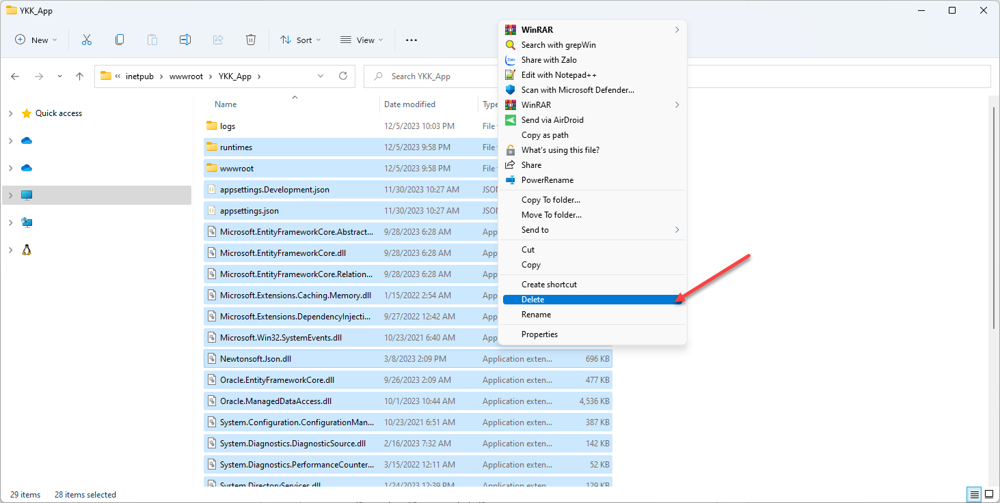 YKK_App
New
Sort
View
inetpub
wwwroot
YKK_App
Search YKK_App
Quick access
Name
Date modified
Type
logs 12/5/2023 10:03 PM File
runtimes 12/5/2023 9:58 PM File
wwwroot 12/5/2023 9:58 PM File
appsettings.Development.json 11/30/2023 10:27 AM JSON
appsettings.json 11/30/2023 10:27 AM JSON
Microsoft.EntityFrameworkCore.Abstract... 9/28/2023 6:28 AM App
Microsoft.EntityFrameworkCore.dll 9/28/2023 6:28 AM App
Microsoft.EntityFrameworkCore.Relation... 9/28/2023 6:28 AM App
Microsoft.Extensions.Caching.Memory.dll 1/15/2022 2:54 AM App
Microsoft.Extensions.DependencyInjecti... 9/27/2022 12:42 AM App
Microsoft.Win32.SystemEvents.dll 10/23/2021 6:40 AM App
Newtonsoft.Json.dll 3/8/2023 2:09 PM Application exten... 696 KB
Oracle.EntityFrameworkCore.dll 9/26/2023 2:09 AM Application exten... 477 KB
Oracle.ManagedDataAccess.dll 10/1/2023 10:44 AM Application exten... 4,536 KB
System.Configuration.ConfigurationMan... 10/23/2021 6:51 AM Application exten... 387 KB
System.Diagnostics.DiagnosticSource.dll 2/16/2023 7:32 AM Application exten... 142 KB
System.Diagnostics.PerformanceCounter... 3/15/2022 12:11 AM Application exten... 52 KB
System.DirectoryServices.dll 1/24/2023 12:39 PM Application exten... 129 KB
WinRAR
Search with grepWin
Zalo
Share with Zalo
Edit with Notepad++
Scan with Microsoft Defender...
WinRAR
Send via AirDroid
Copy as path
What's using this file?
Share
PowerRename
Copy To folder...
Move To folder...
Send to
Cut
Copy
Create shortcut
Delete
Rename
Properties
29 items
28 items selected